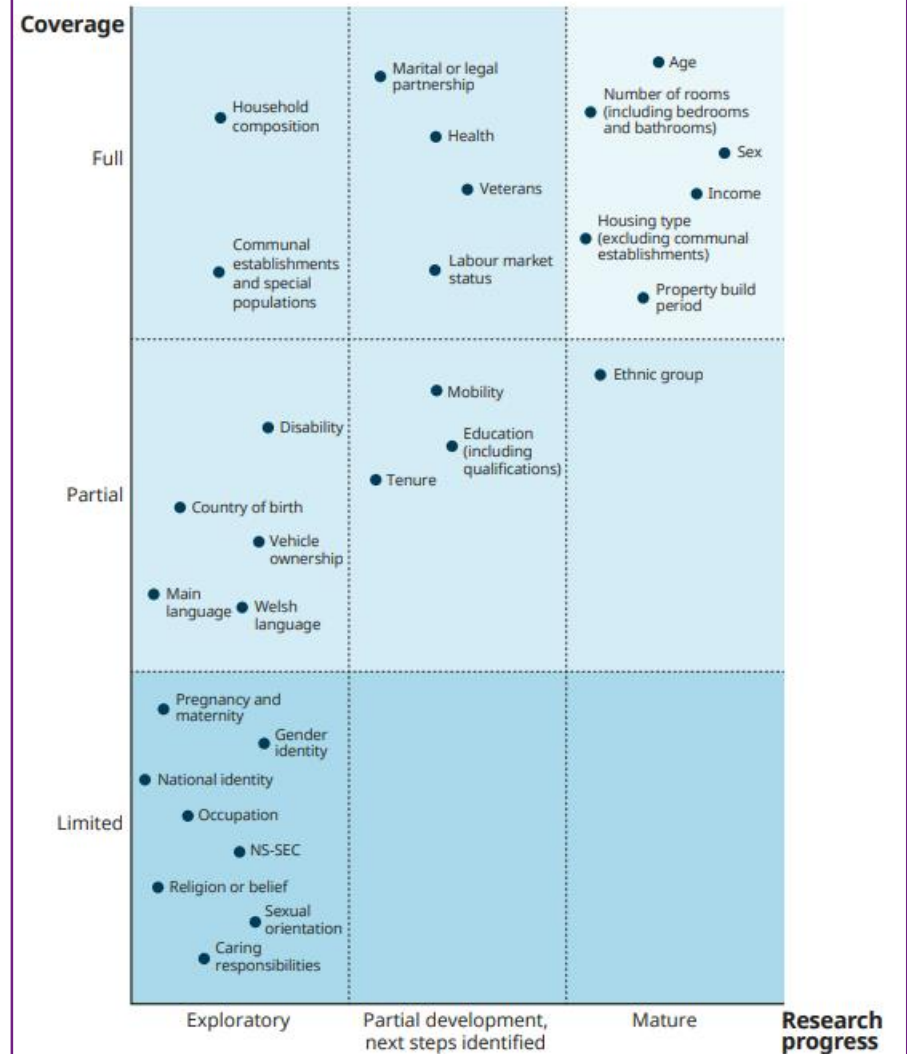 Coverage
Full
Household
composition
Communal
establishments
and special
populations
Marital or legal
partnership
Health
Veterans
Labour market
status
Age
Number of rooms
(including bedrooms
and bathrooms)
Sex
Income
Housing type
(excluding communal
establishments)
Property build
period
Partial
Disability
Country of birth
Vehicle
ownership
Main
language
Welsh
language
Mobility
Education
(including
qualifications)
Tenure
Ethnic group
Limited
Pregnancy and
maternity
Gender
identity
National identity
Occupation
NS-SEC
Religion or belief
Sexual
orientation
Caring
responsibilities
Exploratory
Partial development,
next steps identified
Mature
Research
progress